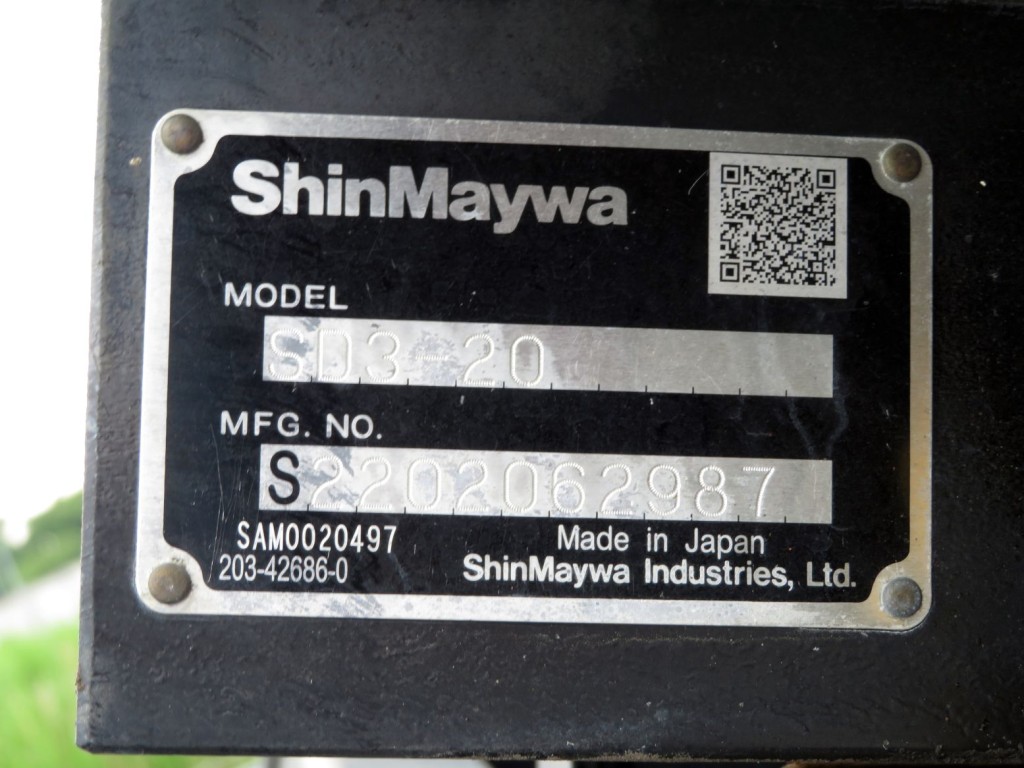 ShinMaywa
MODEL
SD3-20
MFG. NO.
S2202062987
SAM0020497
Made in Japan
203-42686-0
ShinMaywa Industries, Ltd.